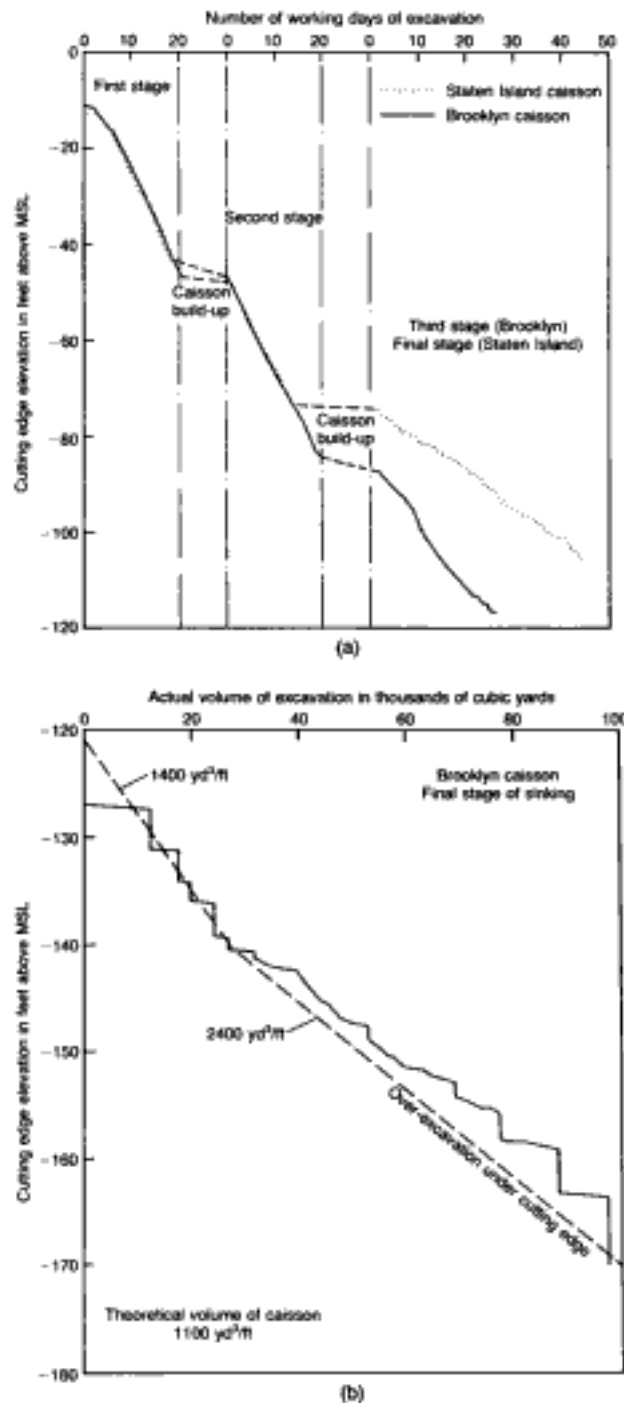 Number of working days of excavation
0 10 20 0 10 20 0 10 20 30 40 50
0
−20
−40
−60
−80
−100
−120
Cutting edge elevation in feet above MSL
First stage
Staten Island caisson
Brooklyn caisson
Second stage
Caisson
build-up
Third stage (Brooklyn)
Final stage (Staten Island)
Caisson
build-up
(a)
Actual volume of excavation in thousands of cubic yards
0 20 40 60 80 100
−120
−130
−140
−150
−160
−170
−180
Cutting edge elevation in feet above MSL
1400 yd³/ft
Brooklyn caisson
Final stage of sinking
2400 yd³/ft
Over-excavation under cutting edge
Theoretical volume of caisson
1100 yd³/ft
(b)